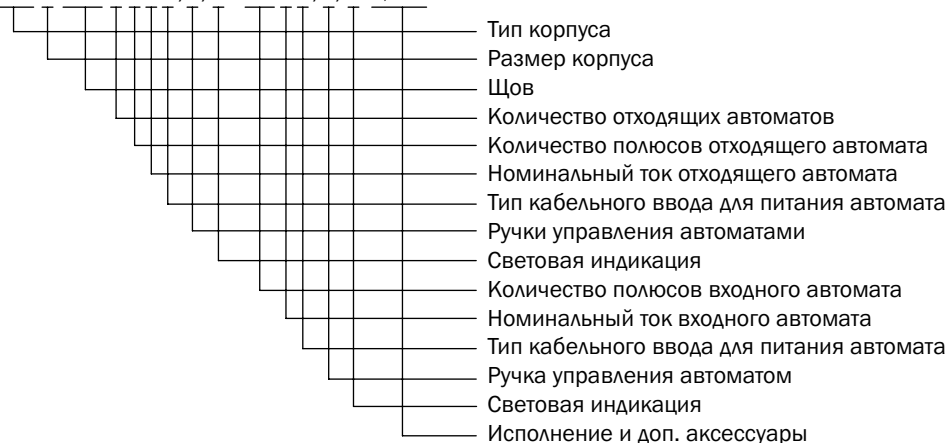 Тип корпуса
Размер корпуса
Щов
Количество отходящих автоматов
Количество полюсов отходящего автомата
Номинальный ток отходящего автомата
Тип кабельного ввода для питания автомата
Ручки управления автоматами
Световая индикация
Количество полюсов входного автомата
Номинальный ток входного автомата
Тип кабельного ввода для питания автомата
Ручка управления автоматом
Световая индикация
Исполнение и доп. аксессуары